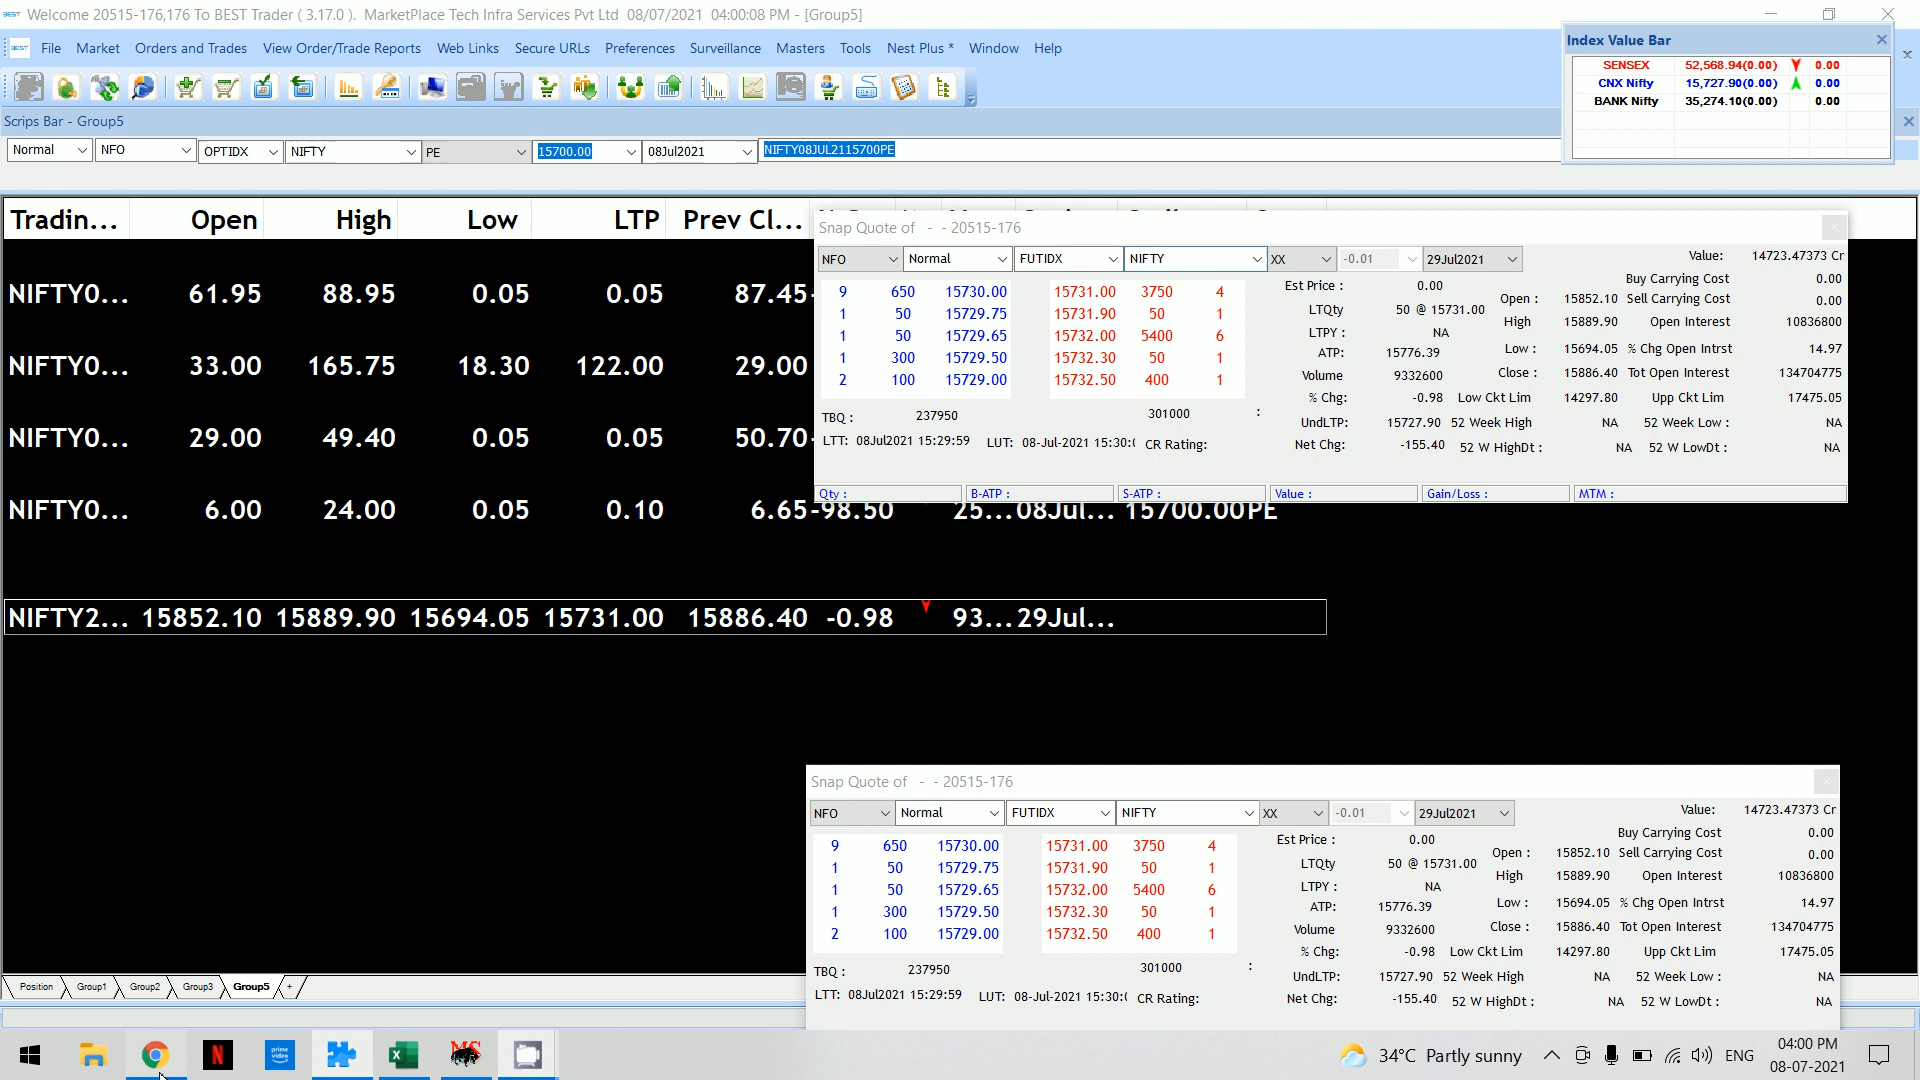 BEST Welcome 20515-176,176 To BEST Trader ( 3.17.0 ). MarketPlace Tech Infra Services Pvt Ltd 08/07/2021 04:00:08 PM - [Group5]
BEST File Market Orders and Trades View Order/Trade Reports Web Links Secure URLs Preferences Surveillance Masters Tools Nest Plus * Window Help
Index Value Bar
SENSEX 52,568.94(0.00) 0.00
CNX Nifty 15,727.90(0.00) 0.00
BANK Nifty 35,274.10(0.00) 0.00
Scrips Bar - Group5
Normal NFO OPTIDX NIFTY PE 15700.00 08Jul2021 NIFTY08JUL2115700PE
Tradin... Open High Low LTP Prev Cl...
NIFTY0... 61.95 88.95 0.05 0.05 87.45-
NIFTY0... 33.00 165.75 18.30 122.00 29.00
NIFTY0... 29.00 49.40 0.05 0.05 50.70-
NIFTY0... 6.00 24.00 0.05 0.10 6.65-98.50 25...08Jul... 15700.00PE
NIFTY2... 15852.10 15889.90 15694.05 15731.00 15886.40 -0.98 93...29Jul...
Snap Quote of - - 20515-176
NFO Normal FUTIDX NIFTY XX -0.01 29Jul2021
9 650 15730.00 15731.00 3750 4
1 50 15729.75 15731.90 50 1
1 50 15729.65 15732.00 5400 6
1 300 15729.50 15732.30 50 1
2 100 15729.00 15732.50 400 1
TBQ : 237950 301000 :
LTT: 08Jul2021 15:29:59 LUT: 08-Jul-2021 15:30:( CR Rating:
Value: 14723.47373 Cr
Est Price : 0.00 Buy Carrying Cost 0.00
Open : 15852.10 Sell Carrying Cost 0.00
LTQty 50 @ 15731.00 High 15889.90 Open Interest 10836800
LTPY : NA
ATP: 15776.39 Low : 15694.05 % Chg Open Intrst 14.97
Volume 9332600 Close : 15886.40 Tot Open Interest 134704775
% Chg: -0.98 Low Ckt Lim 14297.80 Upp Ckt Lim 17475.05
UndLTP: 15727.90 52 Week High NA 52 Week Low : NA
Net Chg: -155.40 52 W HighDt : NA 52 W LowDt : NA
Qty : B-ATP : S-ATP : Value : Gain/Loss : MTM :
Snap Quote of - - 20515-176
NFO Normal FUTIDX NIFTY XX -0.01 29Jul2021
9 650 15730.00 15731.00 3750 4
1 50 15729.75 15731.90 50 1
1 50 15729.65 15732.00 5400 6
1 300 15729.50 15732.30 50 1
2 100 15729.00 15732.50 400 1
TBQ : 237950 301000 :
LTT: 08Jul2021 15:29:59 LUT: 08-Jul-2021 15:30:( CR Rating:
Value: 14723.47373 Cr
Est Price : 0.00 Buy Carrying Cost 0.00
Open : 15852.10 Sell Carrying Cost 0.00
LTQty 50 @ 15731.00 High 15889.90 Open Interest 10836800
LTPY : NA
ATP: 15776.39 Low : 15694.05 % Chg Open Intrst 14.97
Volume 9332600 Close : 15886.40 Tot Open Interest 134704775
% Chg: -0.98 Low Ckt Lim 14297.80 Upp Ckt Lim 17475.05
UndLTP: 15727.90 52 Week High NA 52 Week Low : NA
Net Chg: -155.40 52 W HighDt : NA 52 W LowDt : NA
Position Group1 Group2 Group3 Group5 +
N prime video MS 34°C Partly sunny ENG 04:00 PM
08-07-2021